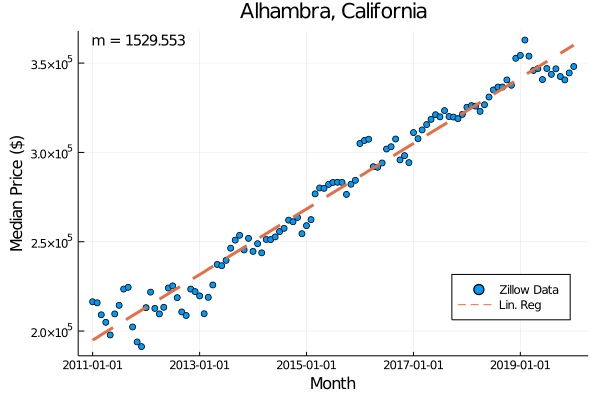 Alhambra, California
m = 1529.553
Median Price ($)
3.5×10⁵
3.0×10⁵
2.5×10⁵
2.0×10⁵
Zillow Data
Lin. Reg
2011-01-01 2013-01-01 2015-01-01 2017-01-01 2019-01-01
Month